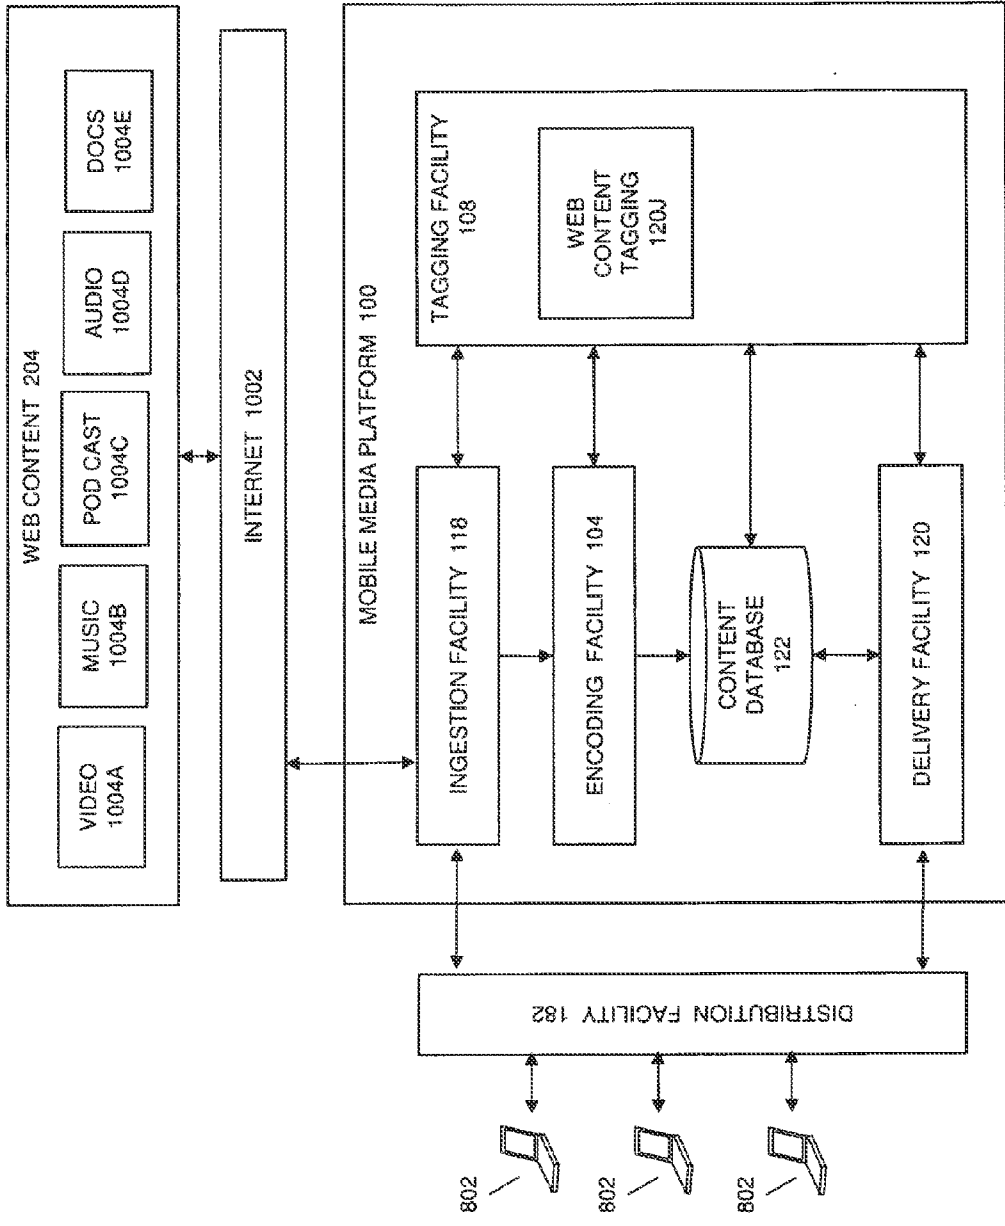 WEB CONTENT 204
VIDEO
1004A
MUSIC
1004B
POD CAST
1004C
AUDIO
1004D
DOCS
1004E
INTERNET 1002
MOBILE MEDIA PLATFORM 100
INGESTION FACILITY 118
ENCODING FACILITY 104
CONTENT
DATABASE
122
DELIVERY FACILITY 120
TAGGING FACILITY
108
WEB
CONTENT
TAGGING
120J
DISTRIBUTION FACILITY 182
802
802
802